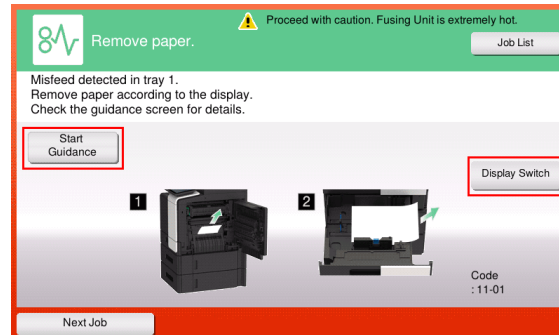 Proceed with caution. Fusing Unit is extremely hot.
Remove paper.
Job List
Misfeed detected in tray 1.
Remove paper according to the display.
Check the guidance screen for details.
Start
Guidance
Display Switch
1
2
Code
: 11-01
Next Job